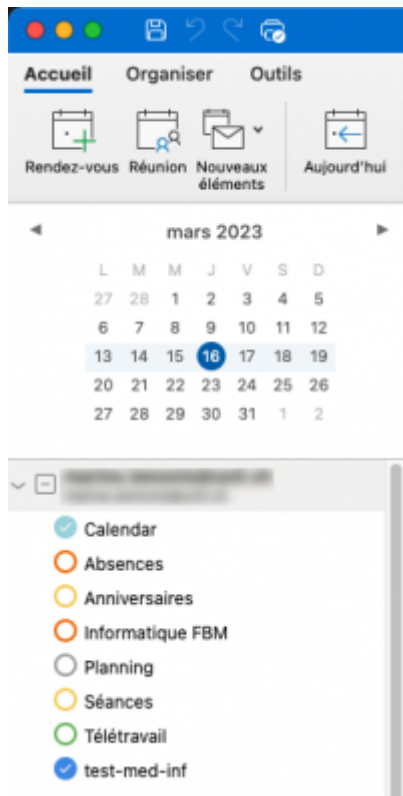 Accueil Organiser Outils
Rendez-vous Réunion Nouveaux éléments Aujourd'hui
mars 2023
L M M J V S D
27 28 1 2 3 4 5
6 7 8 9 10 11 12
13 14 15 16 17 18 19
20 21 22 23 24 25 26
27 28 29 30 31 1 2
Calendar
Absences
Anniversaires
Informatique FBM
Planning
Séances
Télétravail
test-med-inf